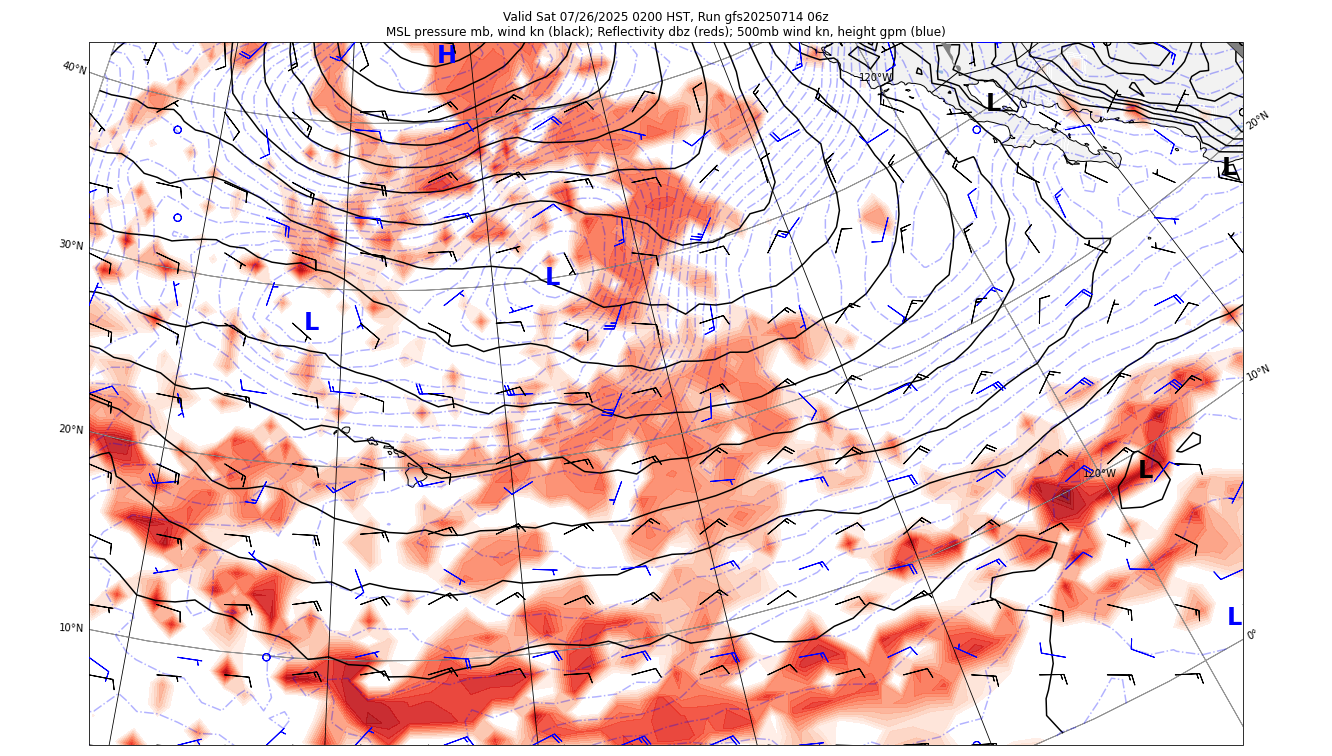 Valid Sat 07/26/2025 0200 HST, Run gfs20250714 06z
MSL pressure mb, wind kn (black); Reflectivity dbz (reds); 500mb wind kn, height gpm (blue)
H
40°N
120°W
L
20°N
L
30°N
L
L
10°N
20°N
120°W
L
10°N
L
0°